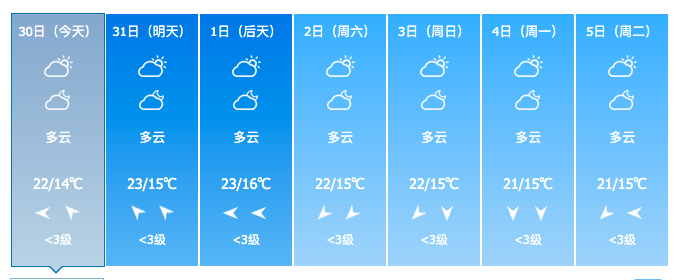 30日（今天）
多云
22/14℃
<3级
31日（明天）
多云
23/15℃
<3级
1日（后天）
多云
23/16℃
<3级
2日（周六）
多云
22/15℃
<3级
3日（周日）
多云
22/15℃
<3级
4日（周一）
多云
21/15℃
<3级
5日（周二）
多云
21/15℃
<3级